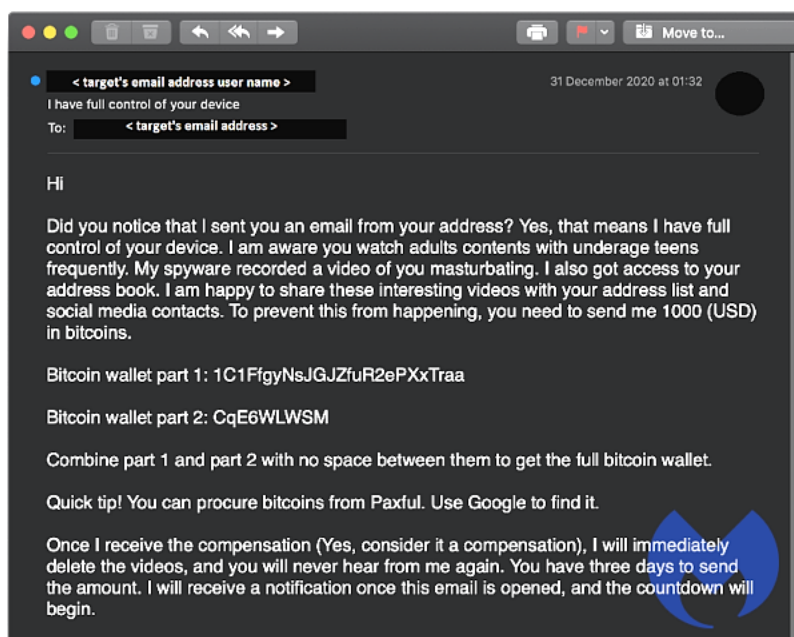 Move to...
< target's email address user name >
31 December 2020 at 01:32
I have full control of your device
To: < target's email address >
Hi
Did you notice that I sent you an email from your address? Yes, that means I have full
control of your device. I am aware you watch adults contents with underage teens
frequently. My spyware recorded a video of you masturbating. I also got access to your
address book. I am happy to share these interesting videos with your address list and
social media contacts. To prevent this from happening, you need to send me 1000 (USD)
in bitcoins.
Bitcoin wallet part 1: 1C1FfgyNsJGJZfuR2ePXxTraa
Bitcoin wallet part 2: CqE6WLWSM
Combine part 1 and part 2 with no space between them to get the full bitcoin wallet.
Quick tip! You can procure bitcoins from Paxful. Use Google to find it.
Once I receive the compensation (Yes, consider it a compensation), I will immediately
delete the videos, and you will never hear from me again. You have three days to send
the amount. I will receive a notification once this email is opened, and the countdown will
begin.